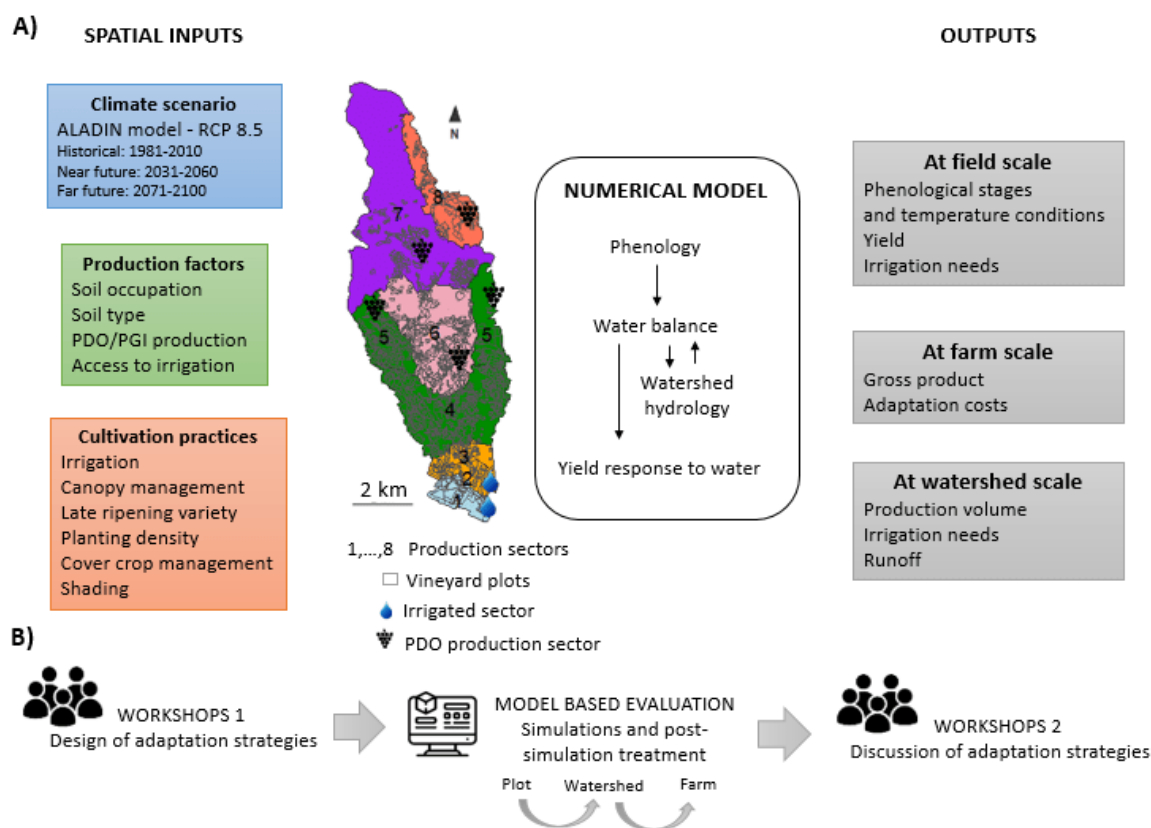 A)
SPATIAL INPUTS
OUTPUTS
Climate scenario
ALADIN model - RCP 8.5
Historical: 1981-2010
Near future: 2031-2060
Far future: 2071-2100
Production factors
Soil occupation
Soil type
PDO/PGI production
Access to irrigation
Cultivation practices
Irrigation
Canopy management
Late ripening variety
Planting density
Cover crop management
Shading
N
8
7
5
6
5
4
3
2
1
2 km
1,...,8 Production sectors
Vineyard plots
Irrigated sector
PDO production sector
NUMERICAL MODEL
Phenology
Water balance
Watershed
hydrology
Yield response to water
At field scale
Phenological stages
and temperature conditions
Yield
Irrigation needs
At farm scale
Gross product
Adaptation costs
At watershed scale
Production volume
Irrigation needs
Runoff
B)
WORKSHOPS 1
Design of adaptation strategies
MODEL BASED EVALUATION
Simulations and post-
simulation treatment
Plot Watershed Farm
WORKSHOPS 2
Discussion of adaptation strategies